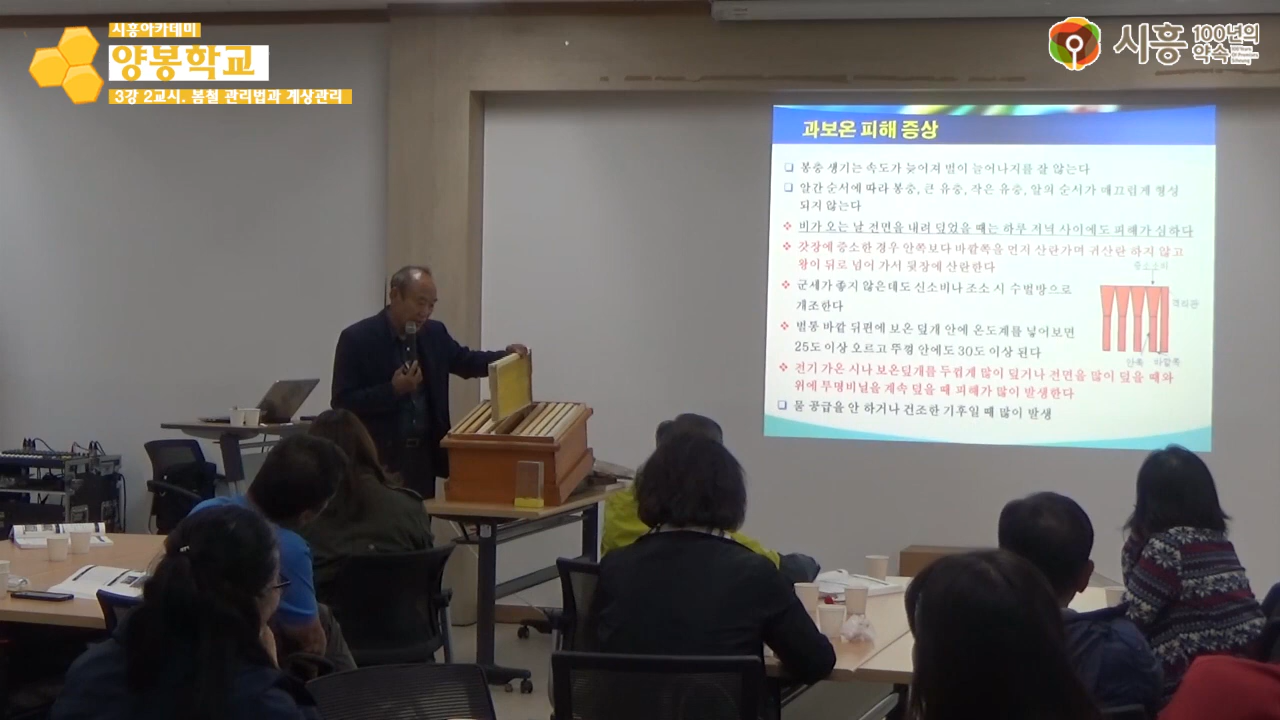 시흥아카데미
양봉학교
3강 2교시. 봄철 관리법과 계상관리
시흥 100년의 약속
과보온 피해 증상
봉충 생기는 속도가 늦어져 벌이 늘어나지를 잘 않는다
알간 순서에 따라 봉충, 큰 유충, 작은 유충, 알의 순서가 매끄럽게 형성
되지 않는다
비가 오는 날 전면을 내려 덮었을 때는 하루 저녁 사이에도 피해가 심하다
갓장에 증소한 경우 안쪽보다 바깥쪽을 먼저 산란가며 귀산란 하지 않고
왕이 뒤로 넘어 가서 뒷장에 산란한다
증소소비
군세가 좋지 않은데도 신소비나 조소 시 수벌방으로
개조한다
격리판
벌통 바깥 뒤편에 보온 덮개 안에 온도계를 넣어보면
25도 이상 오르고 뚜껑 안에도 30도 이상 된다
안쪽 바깥쪽
전기 가온 시나 보온덮개를 두텁게 많이 덮거나 전면을 많이 덮을 때와
위에 투명비닐을 계속 덮을 때 피해가 많이 발생한다
물 공급을 안 하거나 건조한 기후일 때 많이 발생